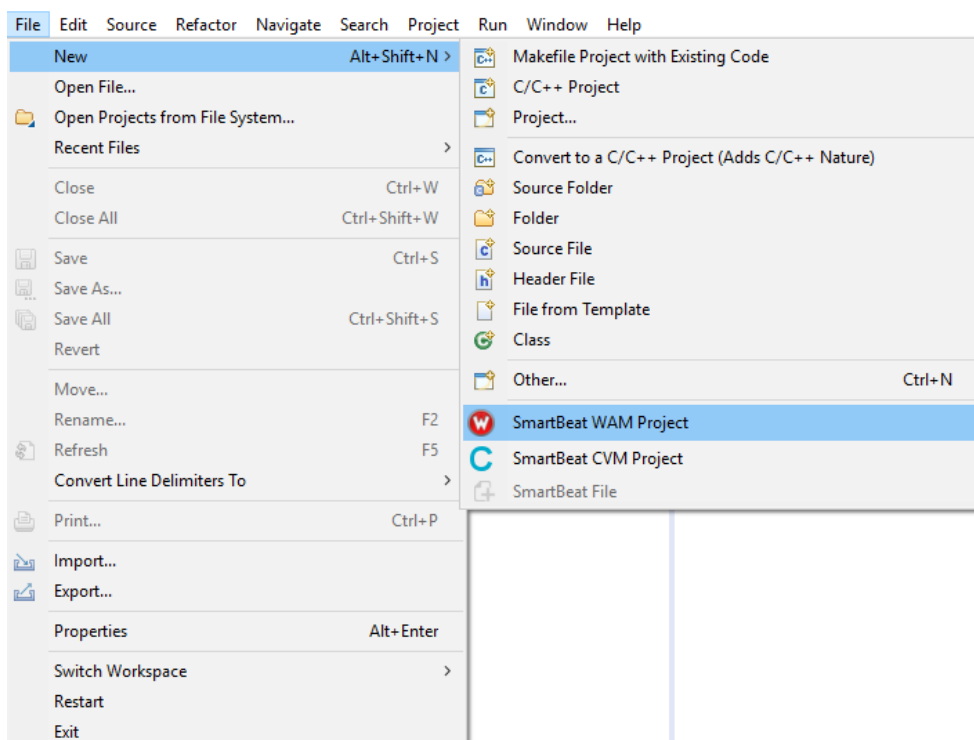 File Edit Source Refactor Navigate Search Project Run Window Help
New Alt+Shift+N >
Open File...
Open Projects from File System...
Recent Files >
Close Ctrl+W
Close All Ctrl+Shift+W
Save Ctrl+S
Save As...
Save All Ctrl+Shift+S
Revert
Move...
Rename... F2
Refresh F5
Convert Line Delimiters To >
Print... Ctrl+P
Import...
Export...
Properties Alt+Enter
Switch Workspace >
Restart
Exit
Makefile Project with Existing Code
C/C++ Project
Project...
Convert to a C/C++ Project (Adds C/C++ Nature)
Source Folder
Folder
Source File
Header File
File from Template
Class
Other... Ctrl+N
SmartBeat WAM Project
SmartBeat CVM Project
SmartBeat File